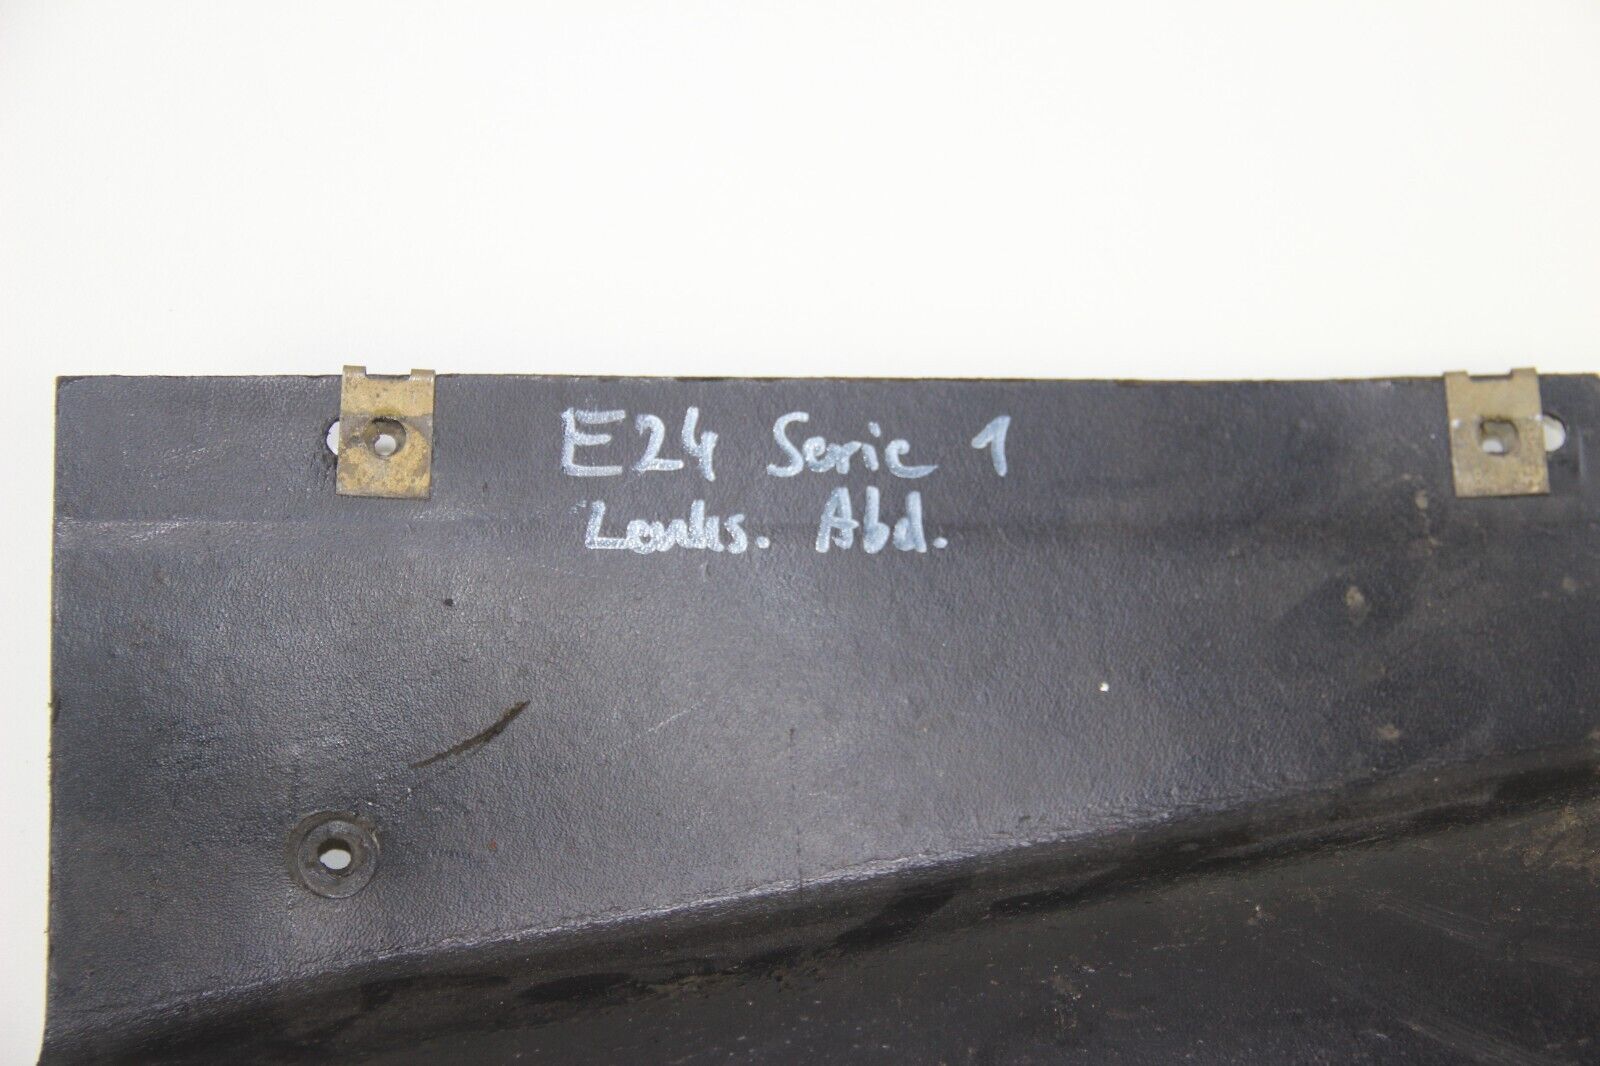 E24 Serie 1
Lenks. Abd.